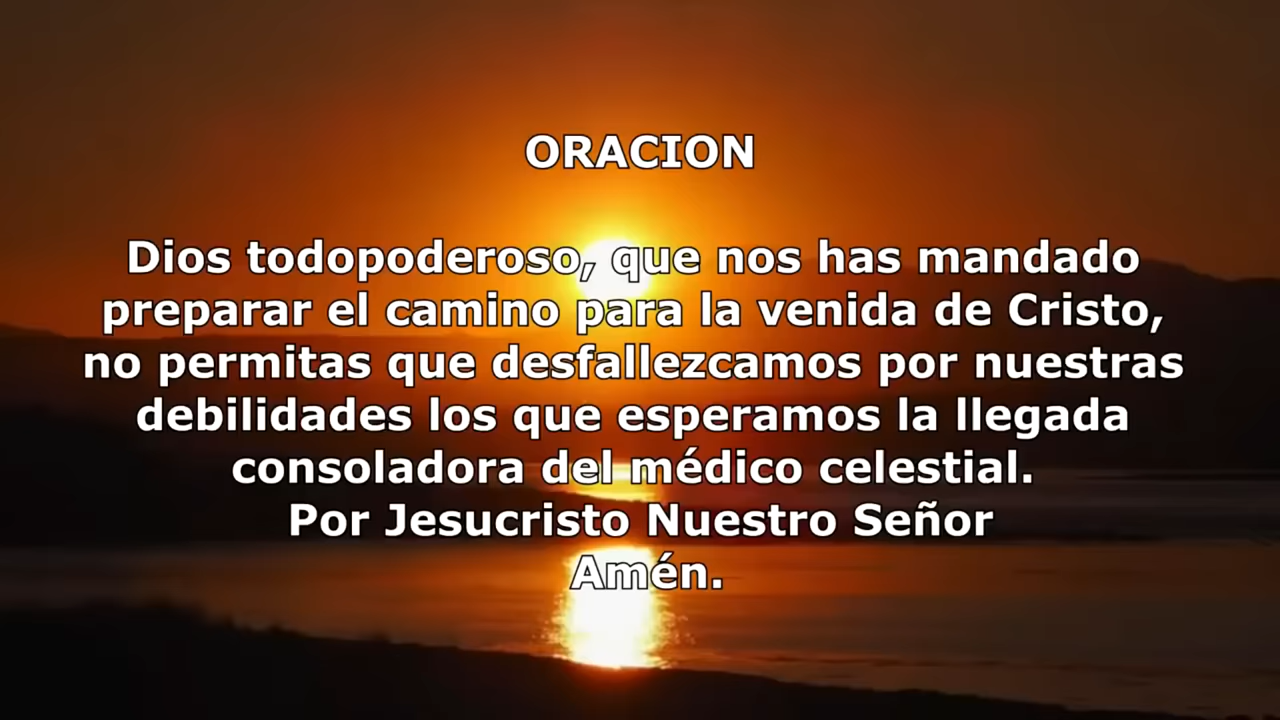 ORACION
Dios todopoderoso, que nos has mandado
preparar el camino para la venida de Cristo,
no permitas que desfallezcamos por nuestras
debilidades los que esperamos la llegada
consoladora del médico celestial.
Por Jesucristo Nuestro Señor
Amén.